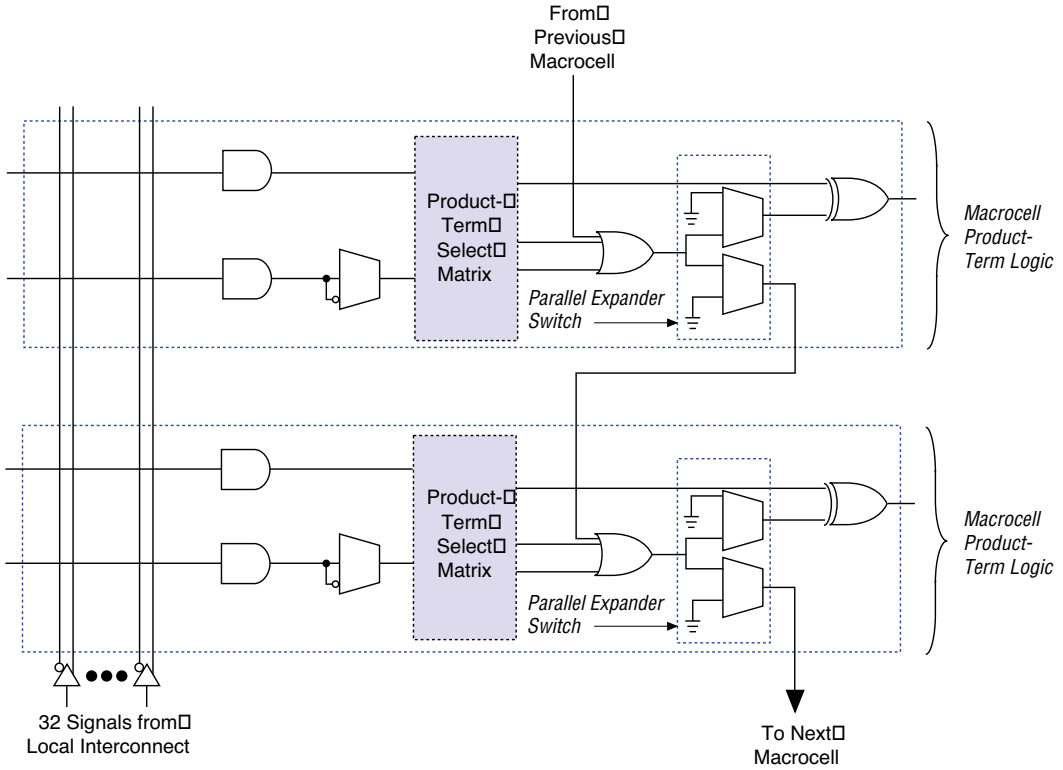 From□
Previous□
Macrocell
Product-□
Term□
Select□
Matrix
Parallel Expander
Switch
Macrocell
Product-
Term Logic
Product-□
Term□
Select□
Matrix
Parallel Expander
Switch
Macrocell
Product-
Term Logic
32 Signals from□
Local Interconnect
To Next□
Macrocell